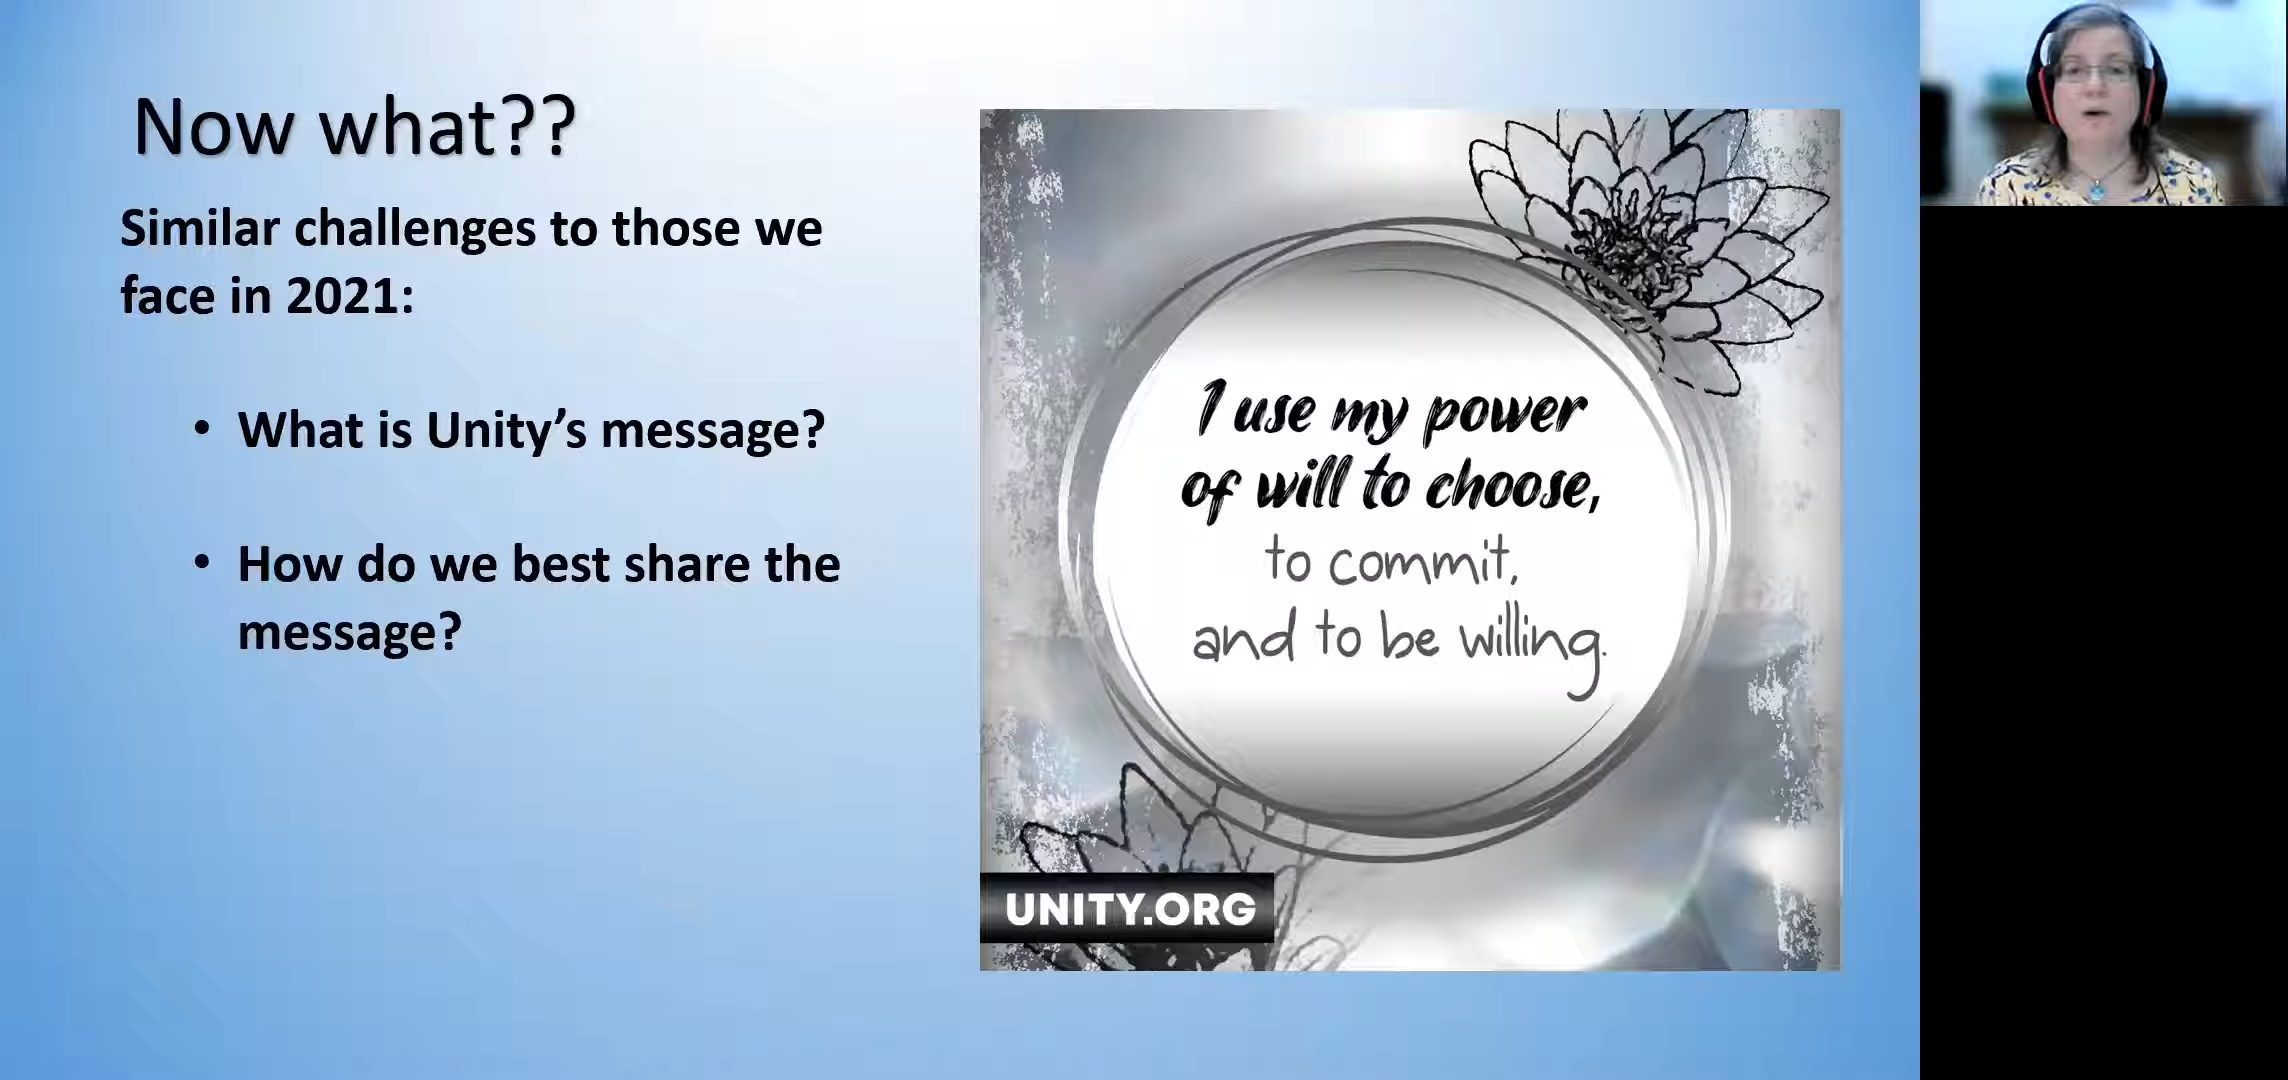 Now what??
Similar challenges to those we
face in 2021:
• What is Unity’s message?
• How do we best share the
message?
I use my power
of will to choose,
to commit,
and to be willing.
UNITY.ORG